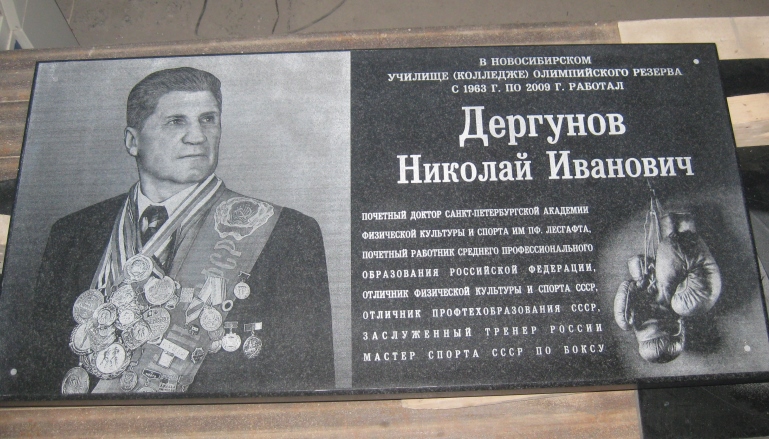 В НОВОСИБИРСКОМ
УЧИЛИЩЕ (КОЛЛЕДЖЕ) ОЛИМПИЙСКОГО РЕЗЕРВА
С 1963 Г. ПО 2009 Г. РАБОТАЛ
Дергунов
Николай Иванович
ПОЧЕТНЫЙ ДОКТОР САНКТ-ПЕТЕРБУРГСКОЙ АКАДЕМИИ
ФИЗИЧЕСКОЙ КУЛЬТУРЫ И СПОРТА ИМ ПФ. ЛЕСГАФТА,
ПОЧЕТНЫЙ РАБОТНИК СРЕДНЕГО ПРОФЕССИОНАЛЬНОГО
ОБРАЗОВАНИЯ РОССИЙСКОЙ ФЕДЕРАЦИИ,
ОТЛИЧНИК ФИЗИЧЕСКОЙ КУЛЬТУРЫ И СПОРТА СССР,
ОТЛИЧНИК ПРОФТЕХОБРАЗОВАНИЯ СССР,
ЗАСЛУЖЕННЫЙ ТРЕНЕР РОССИИ
МАСТЕР СПОРТА СССР ПО БОКСУ